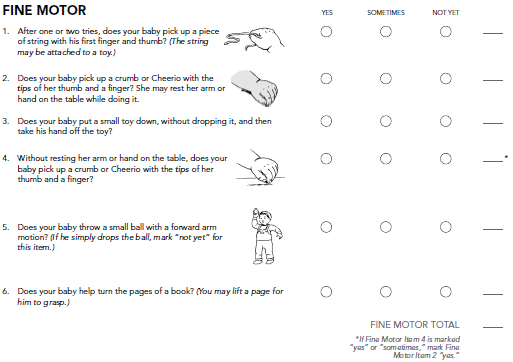 FINE MOTOR
YES SOMETIMES NOT YET
1. After one or two tries, does your baby pick up a piece
of string with his first finger and thumb? (The string
may be attached to a toy.)
2. Does your baby pick up a crumb or Cheerio with the
tips of her thumb and a finger? She may rest her arm or
hand on the table while doing it.
3. Does your baby put a small toy down, without dropping it, and then
take his hand off the toy?
4. Without resting her arm or hand on the table, does your
baby pick up a crumb or Cheerio with the tips of her
thumb and a finger?
*
5. Does your baby throw a small ball with a forward arm
motion? (If he simply drops the ball, mark “not yet” for
this item.)
6. Does your baby help turn the pages of a book? (You may lift a page for
him to grasp.)
FINE MOTOR TOTAL
*If Fine Motor Item 4 is marked
“yes” or “sometimes,” mark Fine
Motor Item 2 “yes.”